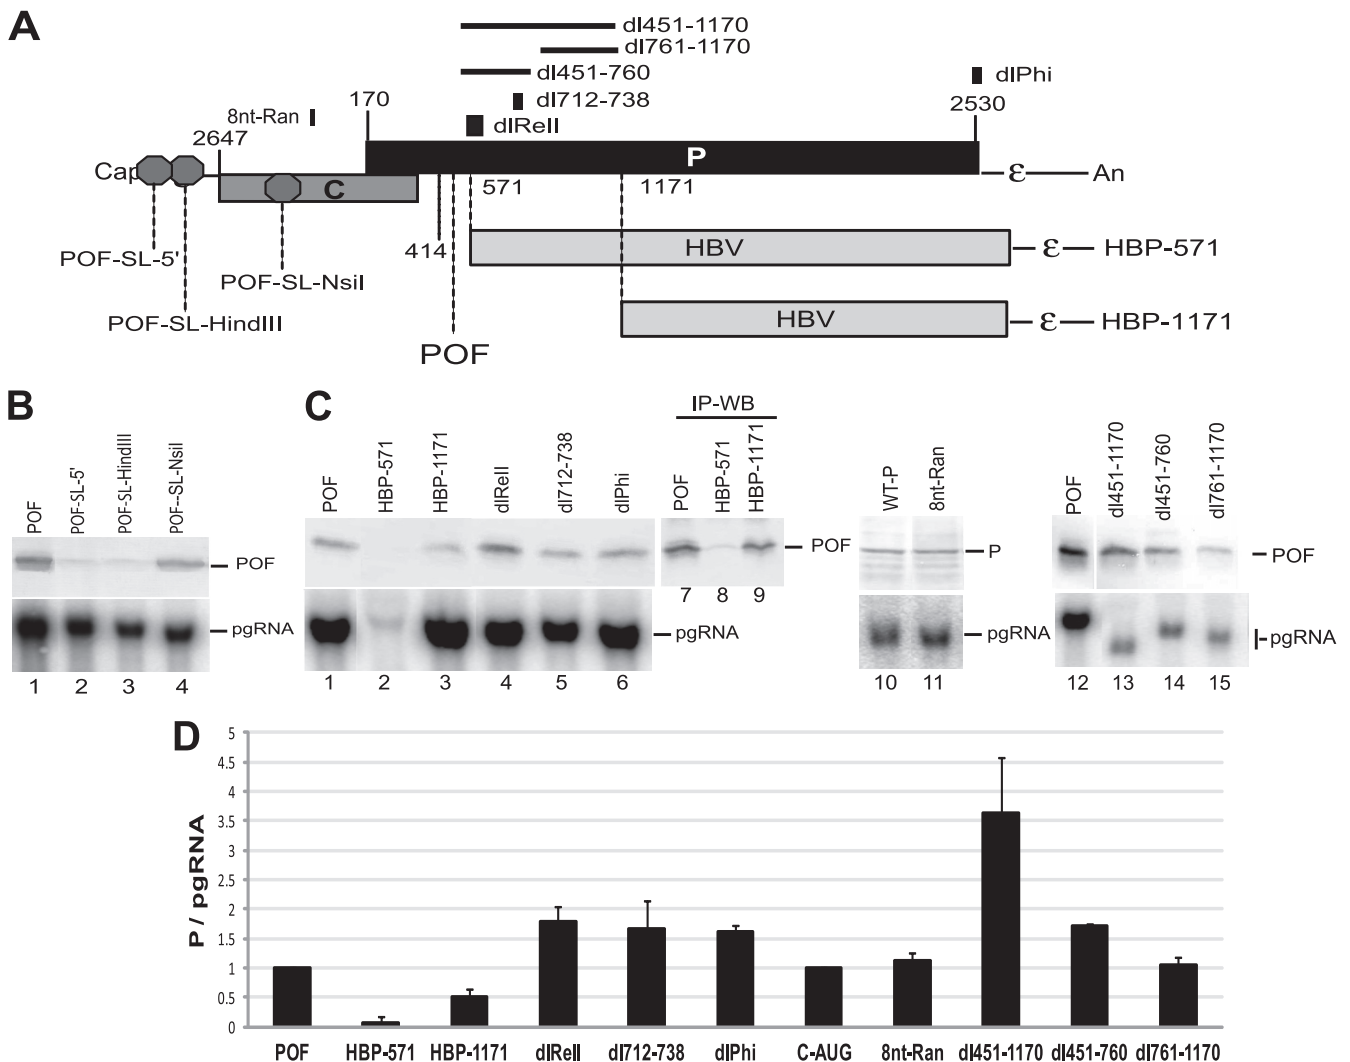 A
dl451-1170
dl761-1170
dl451-760
dl712-738
dlRell
dlPhi
8nt-Ran
170
2530
2647
Cap
P
C
571
1171
414
ε
An
POF-SL-5'
POF-SL-NsiI
POF-SL-HindIII
POF
HBV
ε
HBP-571
HBV
ε
HBP-1171
B
POF
POF-SL-5'
POF-SL-HindIII
POF--SL-NsiI
POF
pgRNA
1 2 3 4
C
POF
HBP-571
HBP-1171
dlRell
dl712-738
dlPhi
pgRNA
1 2 3 4 5 6
IP-WB
POF
HBP-571
HBP-1171
POF
7 8 9
WT-P
8nt-Ran
P
pgRNA
10 11
POF
dl451-1170
dl451-760
dl761-1170
POF
pgRNA
12 13 14 15
D
P / pgRNA
5
4.5
4
3.5
3
2.5
2
1.5
1
0.5
0
POF HBP-571 HBP-1171 dlRell dl712-738 dlPhi C-AUG 8nt-Ran dl451-1170 dl451-760 dl761-1170